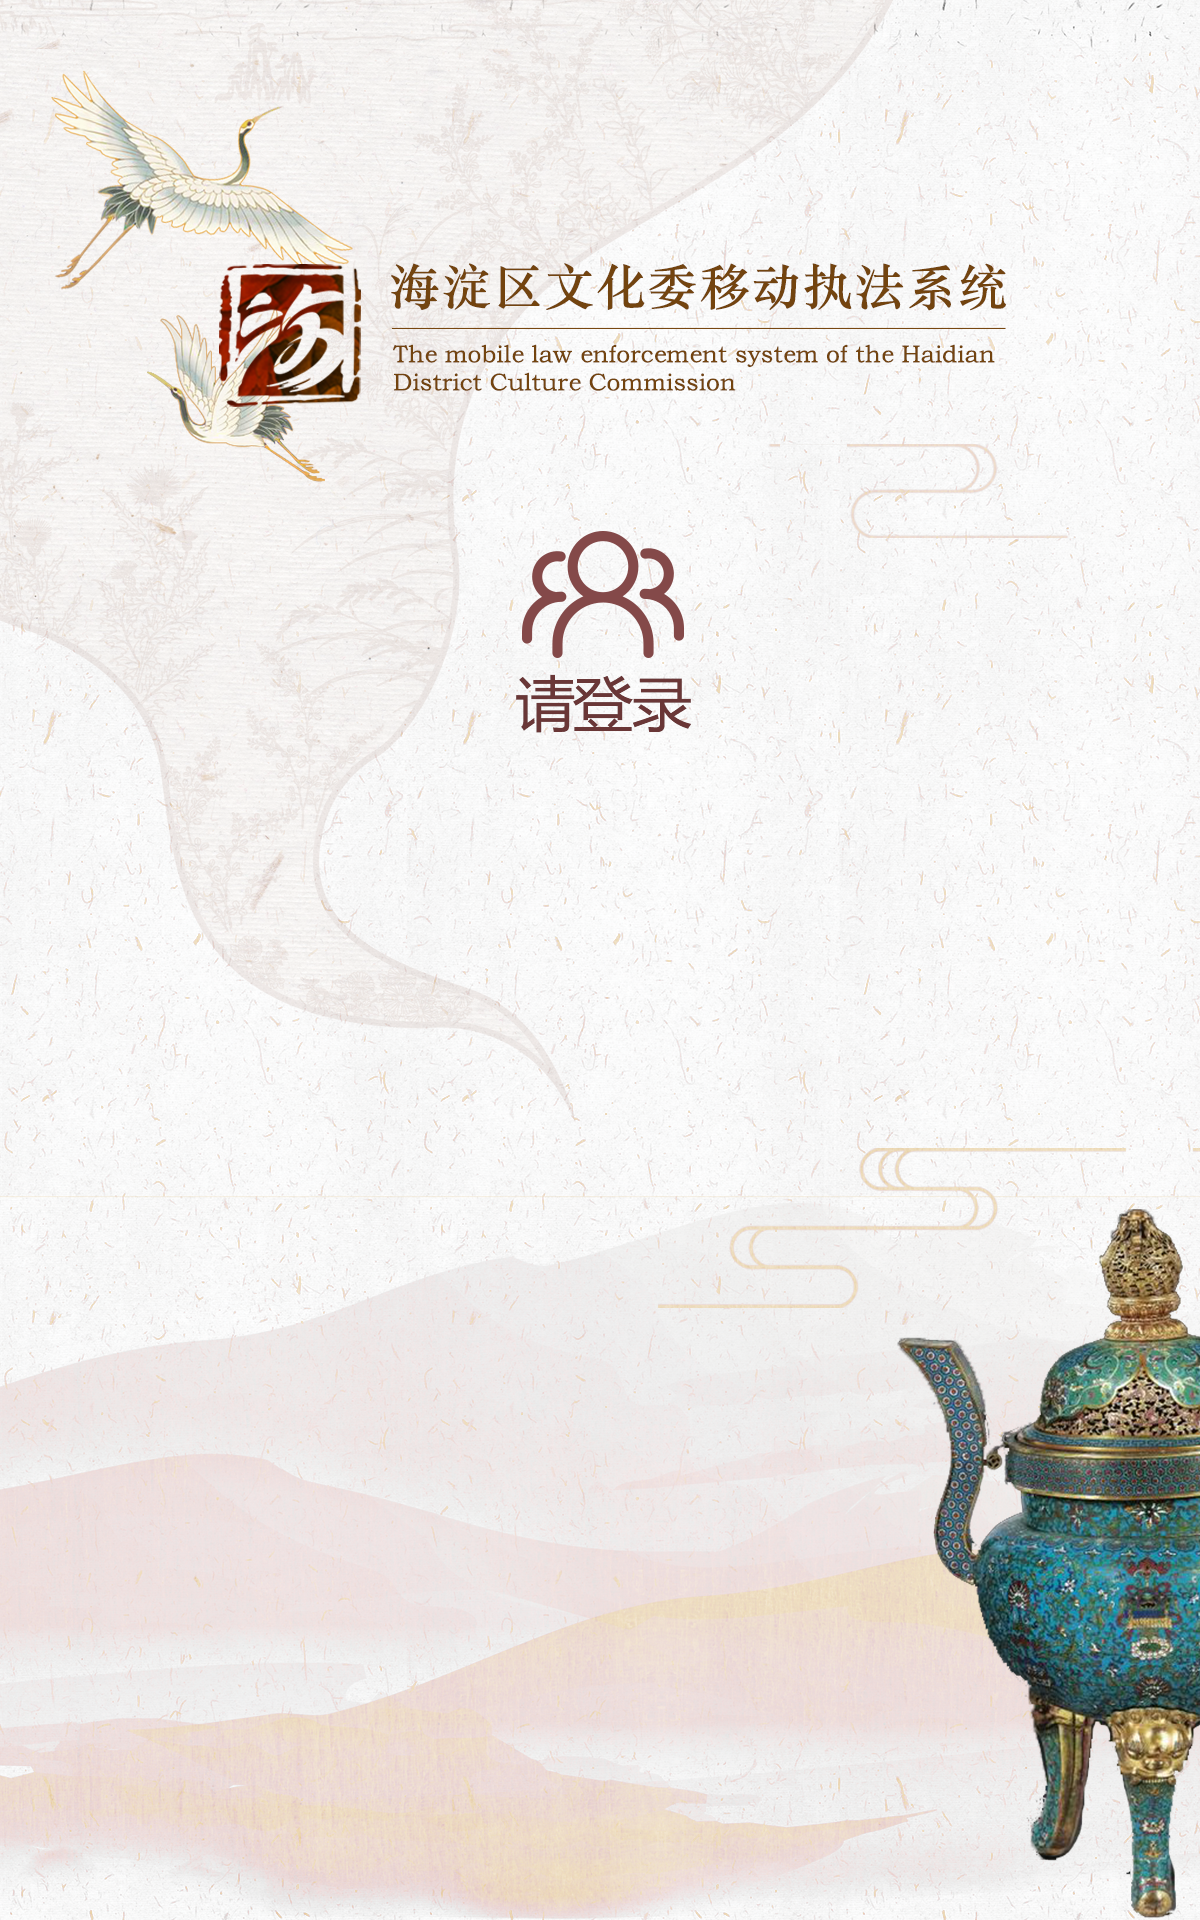 海
海淀区文化委移动执法系统
The mobile law enforcement system of the Haidian
District Culture Commission
请登录